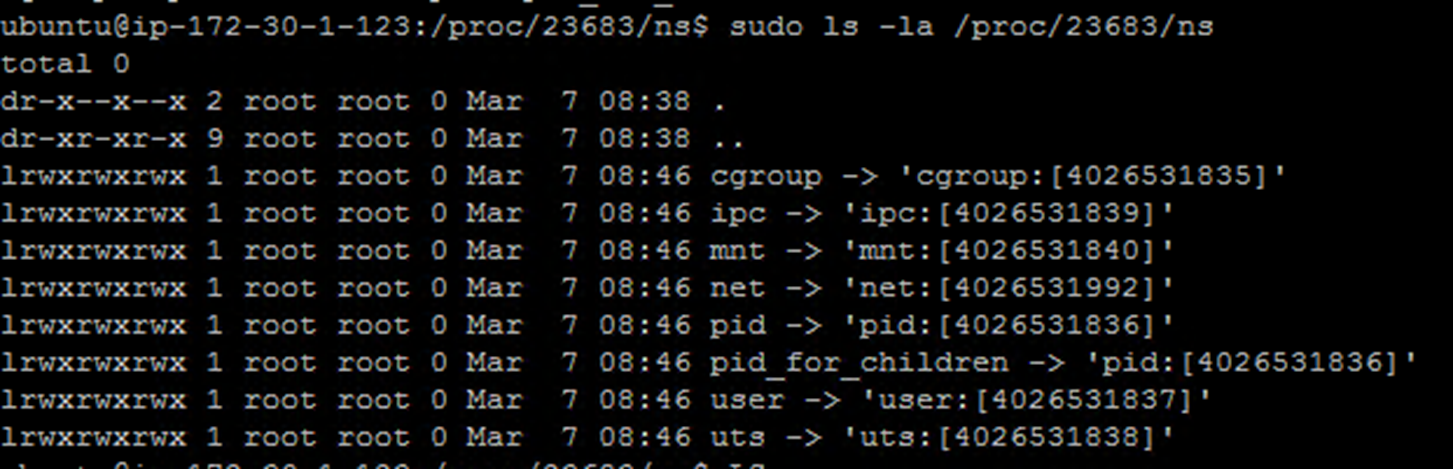 ubuntu@ip-172-30-1-123:/proc/23683/ns$ sudo ls -la /proc/23683/ns
total 0
dr-x--x--x 2 root root 0 Mar  7 08:38 .
dr-xr-xr-x 9 root root 0 Mar  7 08:38 ..
lrwxrwxrwx 1 root root 0 Mar  7 08:46 cgroup -> 'cgroup:[4026531835]'
lrwxrwxrwx 1 root root 0 Mar  7 08:46 ipc -> 'ipc:[4026531839]'
lrwxrwxrwx 1 root root 0 Mar  7 08:46 mnt -> 'mnt:[4026531840]'
lrwxrwxrwx 1 root root 0 Mar  7 08:46 net -> 'net:[4026531992]'
lrwxrwxrwx 1 root root 0 Mar  7 08:46 pid -> 'pid:[4026531836]'
lrwxrwxrwx 1 root root 0 Mar  7 08:46 pid_for_children -> 'pid:[4026531836]'
lrwxrwxrwx 1 root root 0 Mar  7 08:46 user -> 'user:[4026531837]'
lrwxrwxrwx 1 root root 0 Mar  7 08:46 uts -> 'uts:[4026531838]'